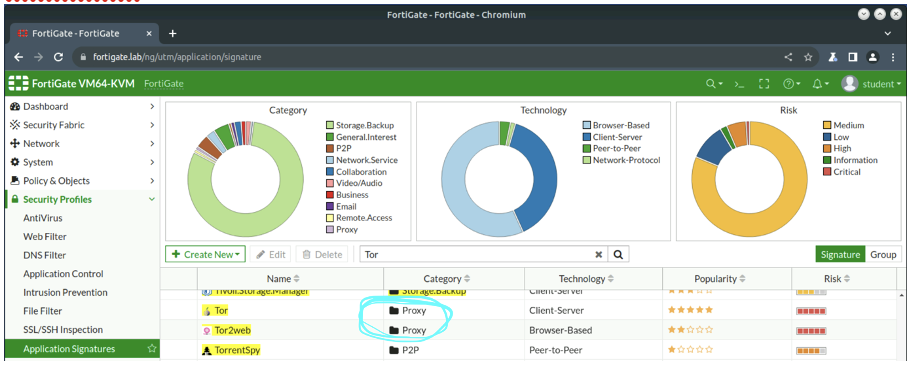 FortiGate - FortiGate - Chromium
FortiGate - FortiGate × +
fortigate.lab/ng/utm/application/signature
FortiGate VM64-KVM FortiGate
student
Dashboard
Security Fabric
Network
System
Policy & Objects
Security Profiles
AntiVirus
Web Filter
DNS Filter
Application Control
Intrusion Prevention
File Filter
SSL/SSH Inspection
Application Signatures
Category
Storage.Backup
General.Interest
P2P
Network.Service
Collaboration
Video/Audio
Business
Email
Remote.Access
Proxy
Technology
Browser-Based
Client-Server
Peer-to-Peer
Network-Protocol
Risk
Medium
Low
High
Information
Critical
+ Create New Edit Delete Tor Signature Group
Name Category Technology Popularity Risk
Tivoli.Storage.Manager Storage.Backup Client-Server
Tor Proxy Client-Server
Tor2web Proxy Browser-Based
TorrentSpy P2P Peer-to-Peer